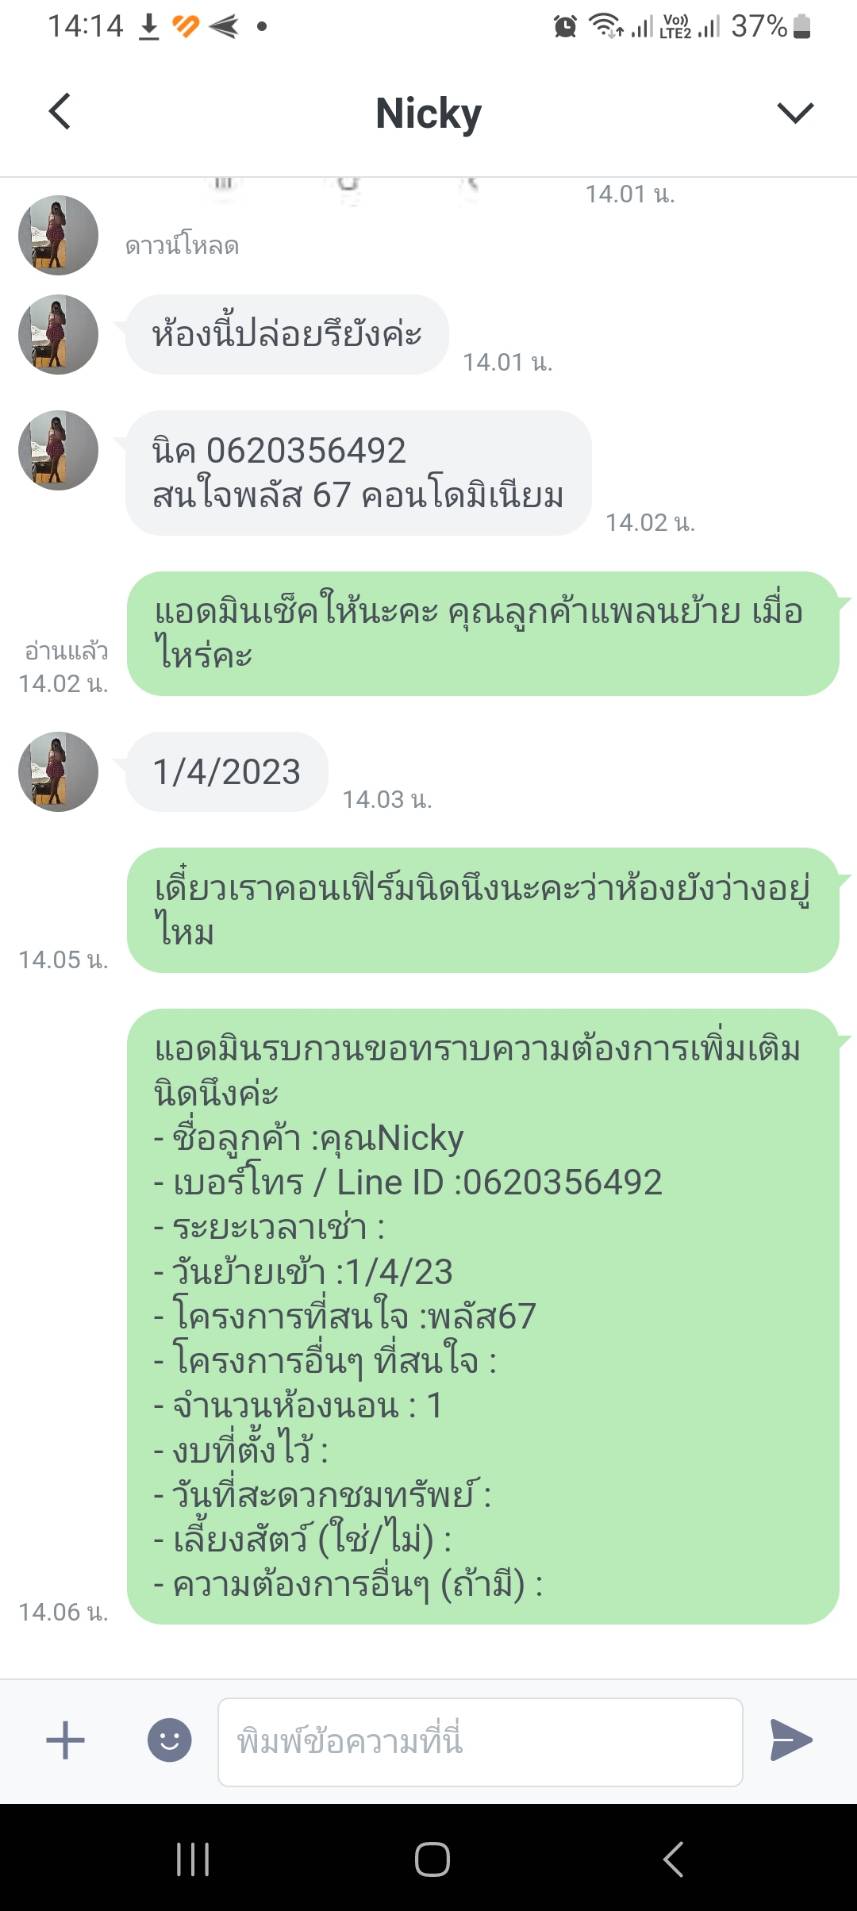 14:14
Vo))
LTE2
37%
Nicky
14.01 น.
ดาวน์โหลด
ห้องนี้ปล่อยรึยังค่ะ
14.01 น.
นิค 0620356492
สนใจพลัส 67 คอนโดมิเนียม
14.02 น.
แอดมินเช็คให้นะคะ คุณลูกค้าแพลนย้าย เมื่อ
ไหร่คะ
อ่านแล้ว
14.02 น.
1/4/2023
14.03 น.
เดี๋ยวเราคอนเฟิร์มนิดนึงนะคะว่าห้องยังว่างอยู่
ไหม
14.05 น.
แอดมินรบกวนขอทราบความต้องการเพิ่มเติม
นิดนึงค่ะ
- ชื่อลูกค้า :คุณNicky
- เบอร์โทร / Line ID :0620356492
- ระยะเวลาเช่า :
- วันย้ายเข้า :1/4/23
- โครงการที่สนใจ :พลัส67
- โครงการอื่นๆ ที่สนใจ :
- จำนวนห้องนอน : 1
- งบที่ตั้งไว้ :
- วันที่สะดวกชมทรัพย์ :
- เลี้ยงสัตว์ (ใช่/ไม่) :
- ความต้องการอื่นๆ (ถ้ามี) :
14.06 น.
พิมพ์ข้อความที่นี่